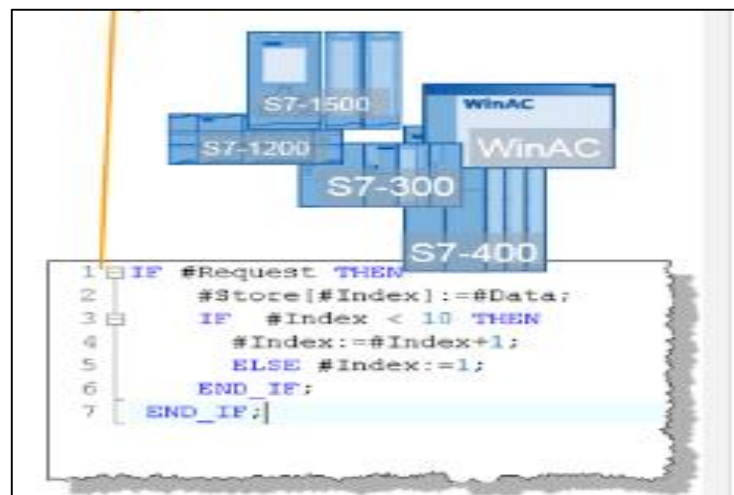 S7-1500
WinAC
S7-1200
WinAC
S7-300
S7-400
1 IF #Request THEN
2 #Store[#Index]:=#Data;
3 IF #Index < 10 THEN
4 #Index:=#Index+1;
5 ELSE #Index:=1;
6 END_IF;
7 END_IF;